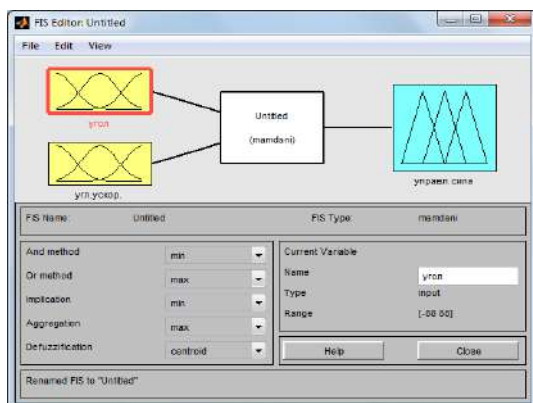 FIS Editor: Untitled
File Edit View
угол
Untitled
(mamdani)
угл.ускор.
управл.сила
FIS Name: Untitled FIS Type: mamdani
And method min
Or method max
Implication min
Aggregation max
Defuzzification centroid
Current Variable
Name угол
Type input
Range
Help Close
Renamed FIS to "Untitled"